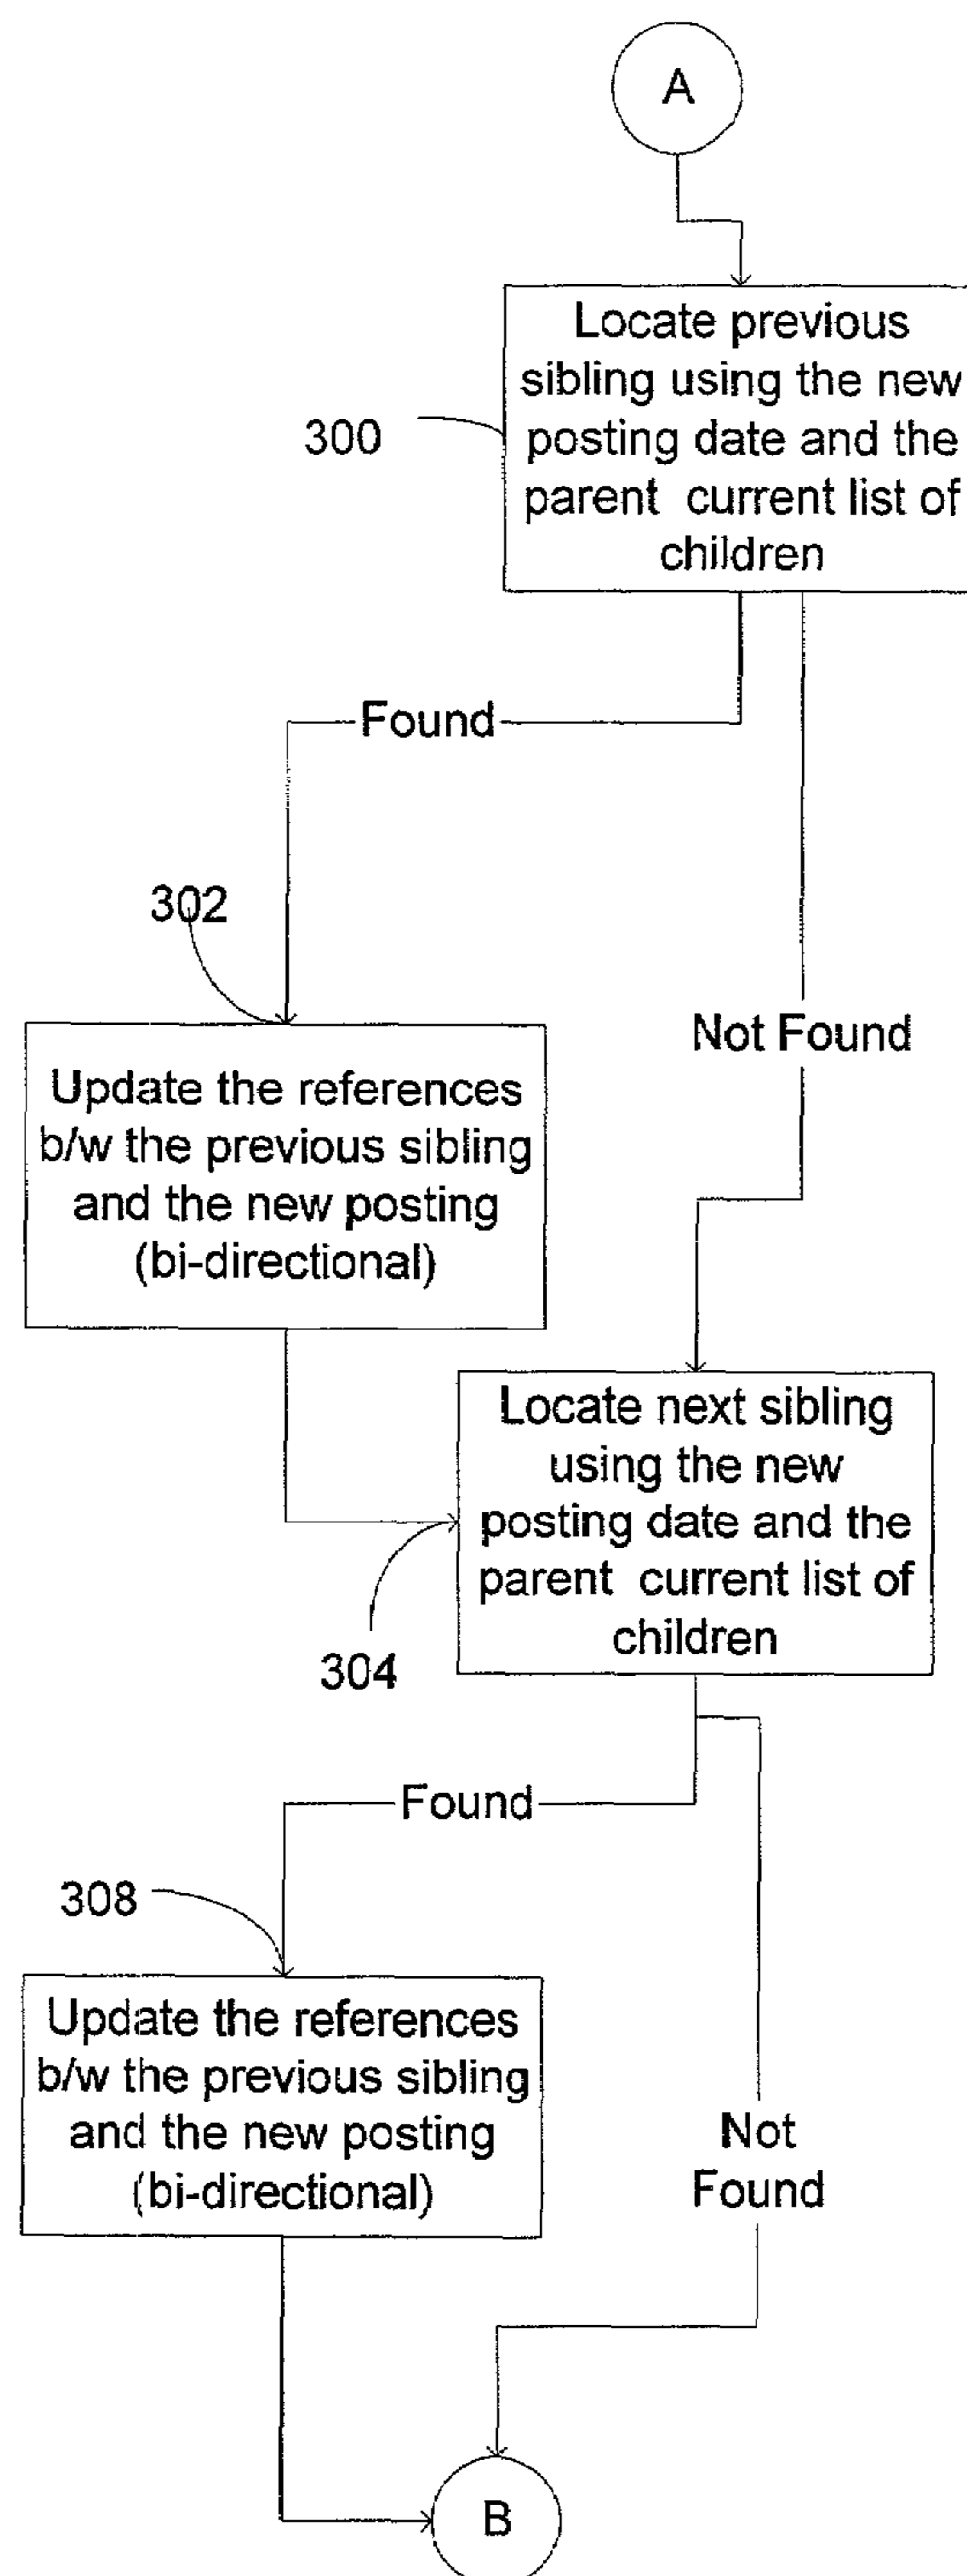 A
Locate previous
sibling using the new
posting date and the
parent current list of
children
300
Found
302
Not Found
Update the references
b/w the previous sibling
and the new posting
(bi-directional)
Locate next sibling
using the new
posting date and the
parent current list of
children
304
Found
308
Update the references
b/w the previous sibling
and the new posting
(bi-directional)
Not
Found
B